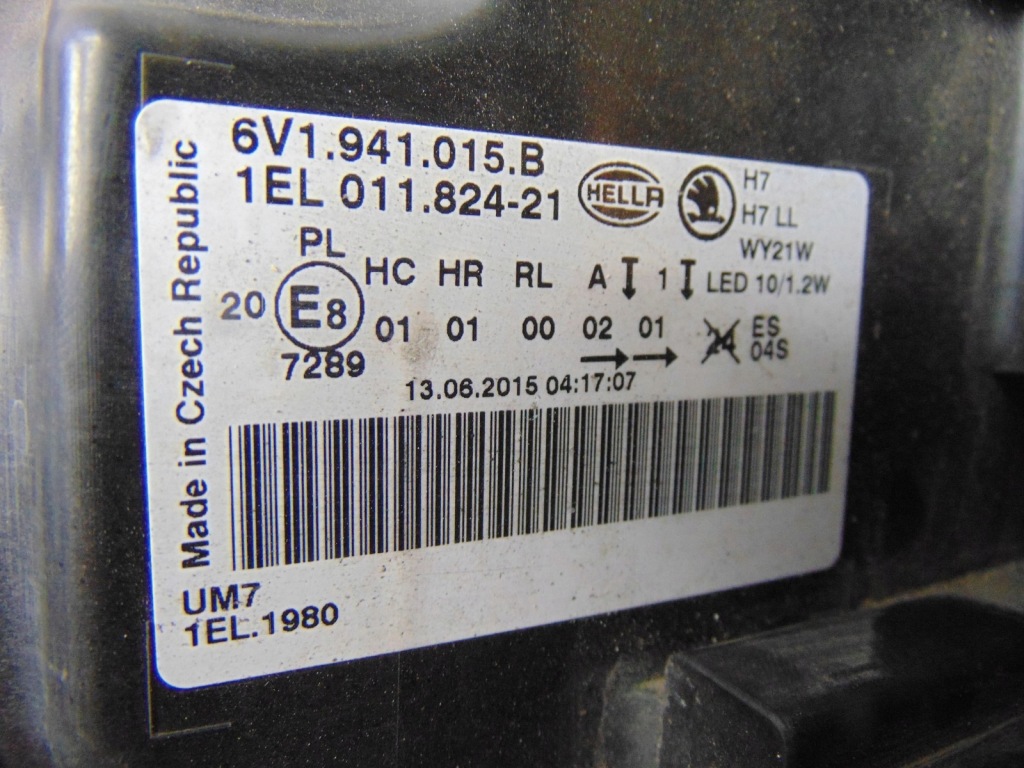 6V1.941.015.B
1EL 011.824-21
HELLA
H7
H7 LL
WY21W
LED 10/1.2W
PL
HC HR RL A 1
20 E8 01 01 00 02 01 24 ES
04S
7289
13.06.2015 04:17:07
Made in Czech Republic
UM7
1EL.1980